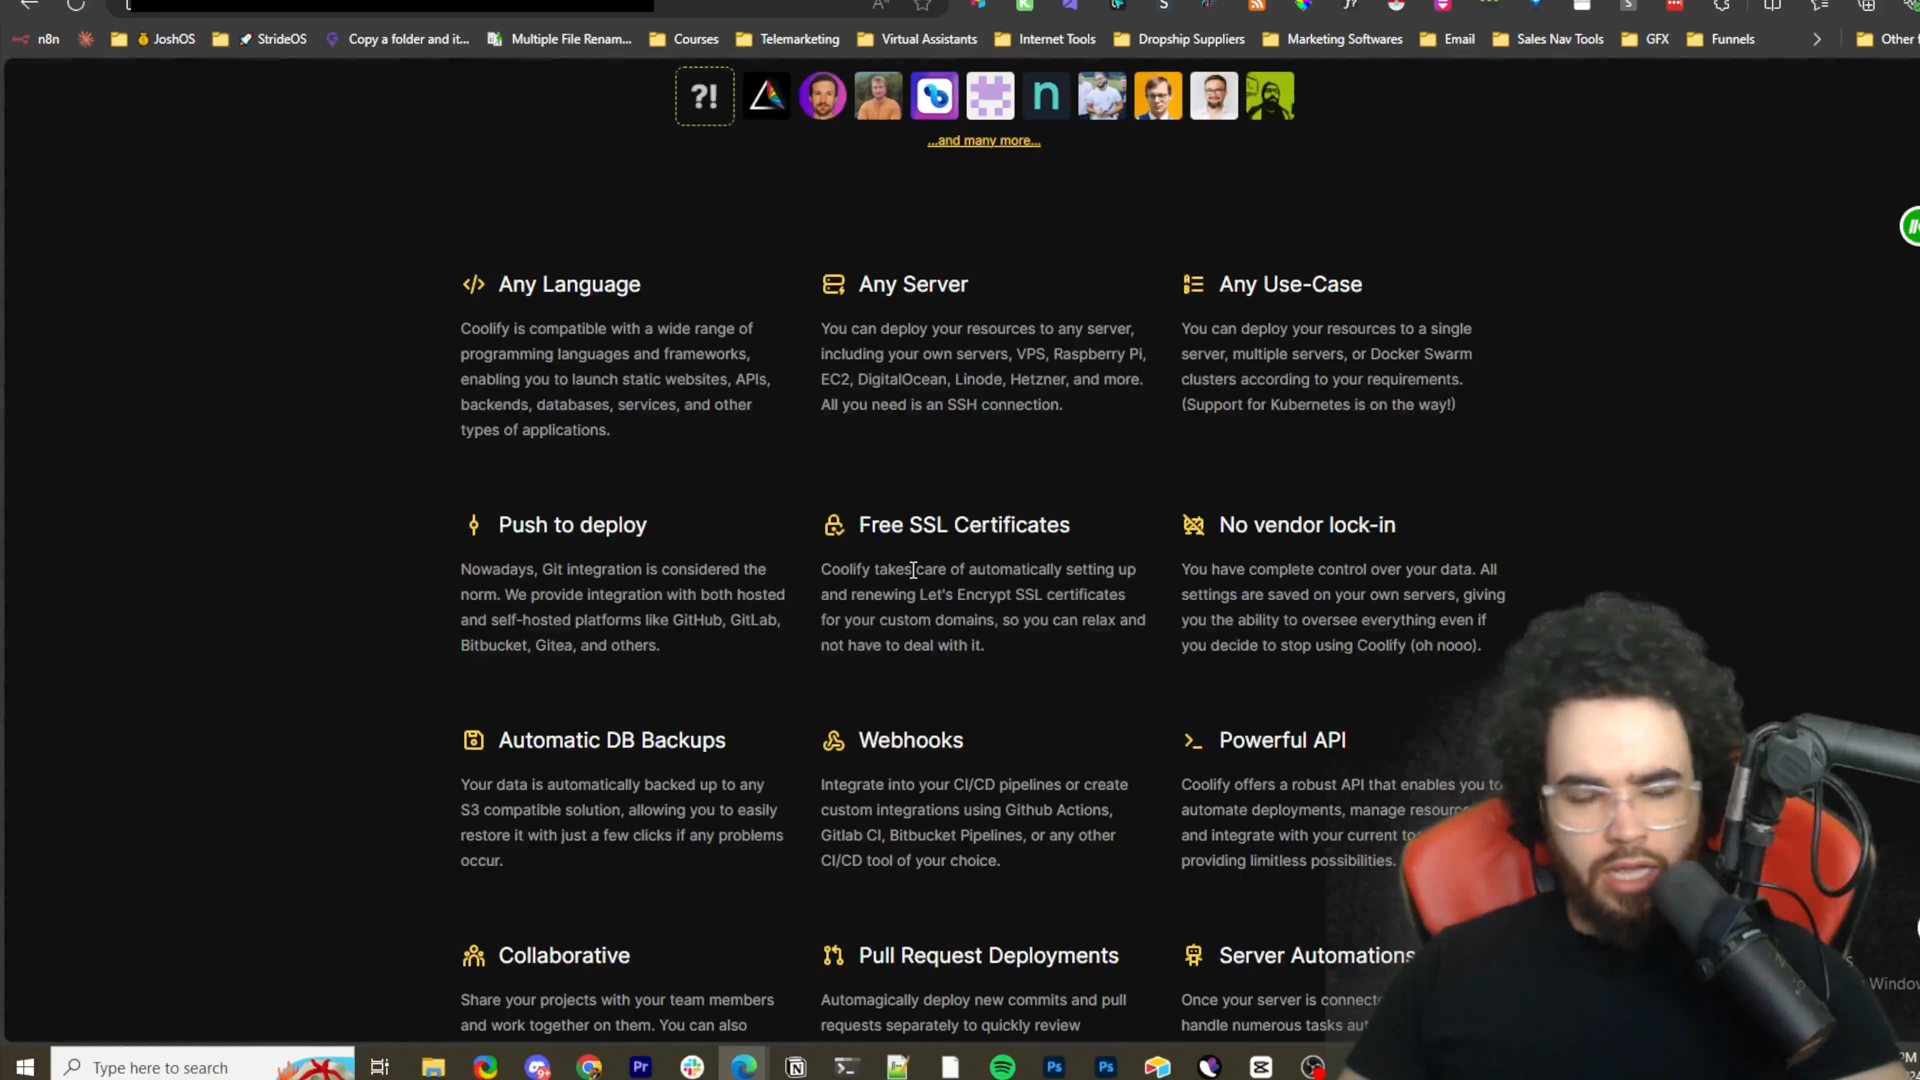 n8n JoshOS StrideOS Copy a folder and it... Multiple File Renam... Courses Telemarketing Virtual Assistants Internet Tools Dropship Suppliers Marketing Softwares Email Sales Nav Tools GFX Funnels Other f
?! n
...and many more...
Any Language
Coolify is compatible with a wide range of
programming languages and frameworks,
enabling you to launch static websites, APIs,
backends, databases, services, and other
types of applications.
Any Server
You can deploy your resources to any server,
including your own servers, VPS, Raspberry Pi,
EC2, DigitalOcean, Linode, Hetzner, and more.
All you need is an SSH connection.
Any Use-Case
You can deploy your resources to a single
server, multiple servers, or Docker Swarm
clusters according to your requirements.
(Support for Kubernetes is on the way!)
Push to deploy
Nowadays, Git integration is considered the
norm. We provide integration with both hosted
and self-hosted platforms like GitHub, GitLab,
Bitbucket, Gitea, and others.
Free SSL Certificates
Coolify takes care of automatically setting up
and renewing Let's Encrypt SSL certificates
for your custom domains, so you can relax and
not have to deal with it.
No vendor lock-in
You have complete control over your data. All
settings are saved on your own servers, giving
you the ability to oversee everything even if
you decide to stop using Coolify (oh nooo).
Automatic DB Backups
Your data is automatically backed up to any
S3 compatible solution, allowing you to easily
restore it with just a few clicks if any problems
occur.
Webhooks
Integrate into your CI/CD pipelines or create
custom integrations using Github Actions,
Gitlab CI, Bitbucket Pipelines, or any other
CI/CD tool of your choice.
Powerful API
Coolify offers a robust API that enables you to
automate deployments, manage resourc
and integrate with your current to
providing limitless possibilities.
Collaborative
Share your projects with your team members
and work together on them. You can also
Pull Request Deployments
Automagically deploy new commits and pull
requests separately to quickly review
Server Automations
Once your server is connect
handle numerous tasks aut
Window
Type here to search
Pr Ps Ps